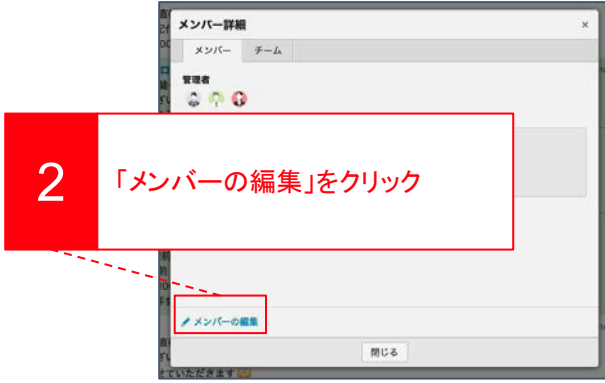 メンバー詳細
×
メンバー
チーム
管理者
2
「メンバーの編集」をクリック
メンバーの編集
閉じる
せていただきます